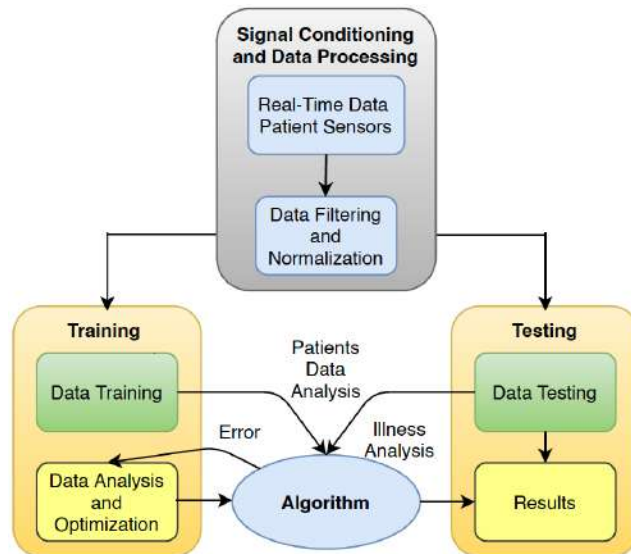 Signal Conditioning
and Data Processing
Real-Time Data
Patient Sensors
Data Filtering
and
Normalization
Training
Data Training
Patients
Data
Analysis
Testing
Data Testing
Error
Illness
Analysis
Data Analysis
and
Optimization
Algorithm
Results